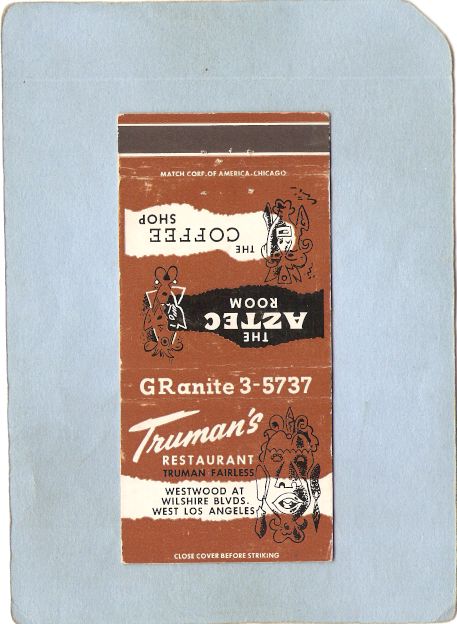 MATCH CORP. OF AMERICA-CHICAGO
THE
COFFEE
SHOP
THE
AZTEC
ROOM
GRanite 3-5737
Truman's
RESTAURANT
TRUMAN FAIRLESS
WESTWOOD AT
WILSHIRE BLVDS.
WEST LOS ANGELES
CLOSE COVER BEFORE STRIKING